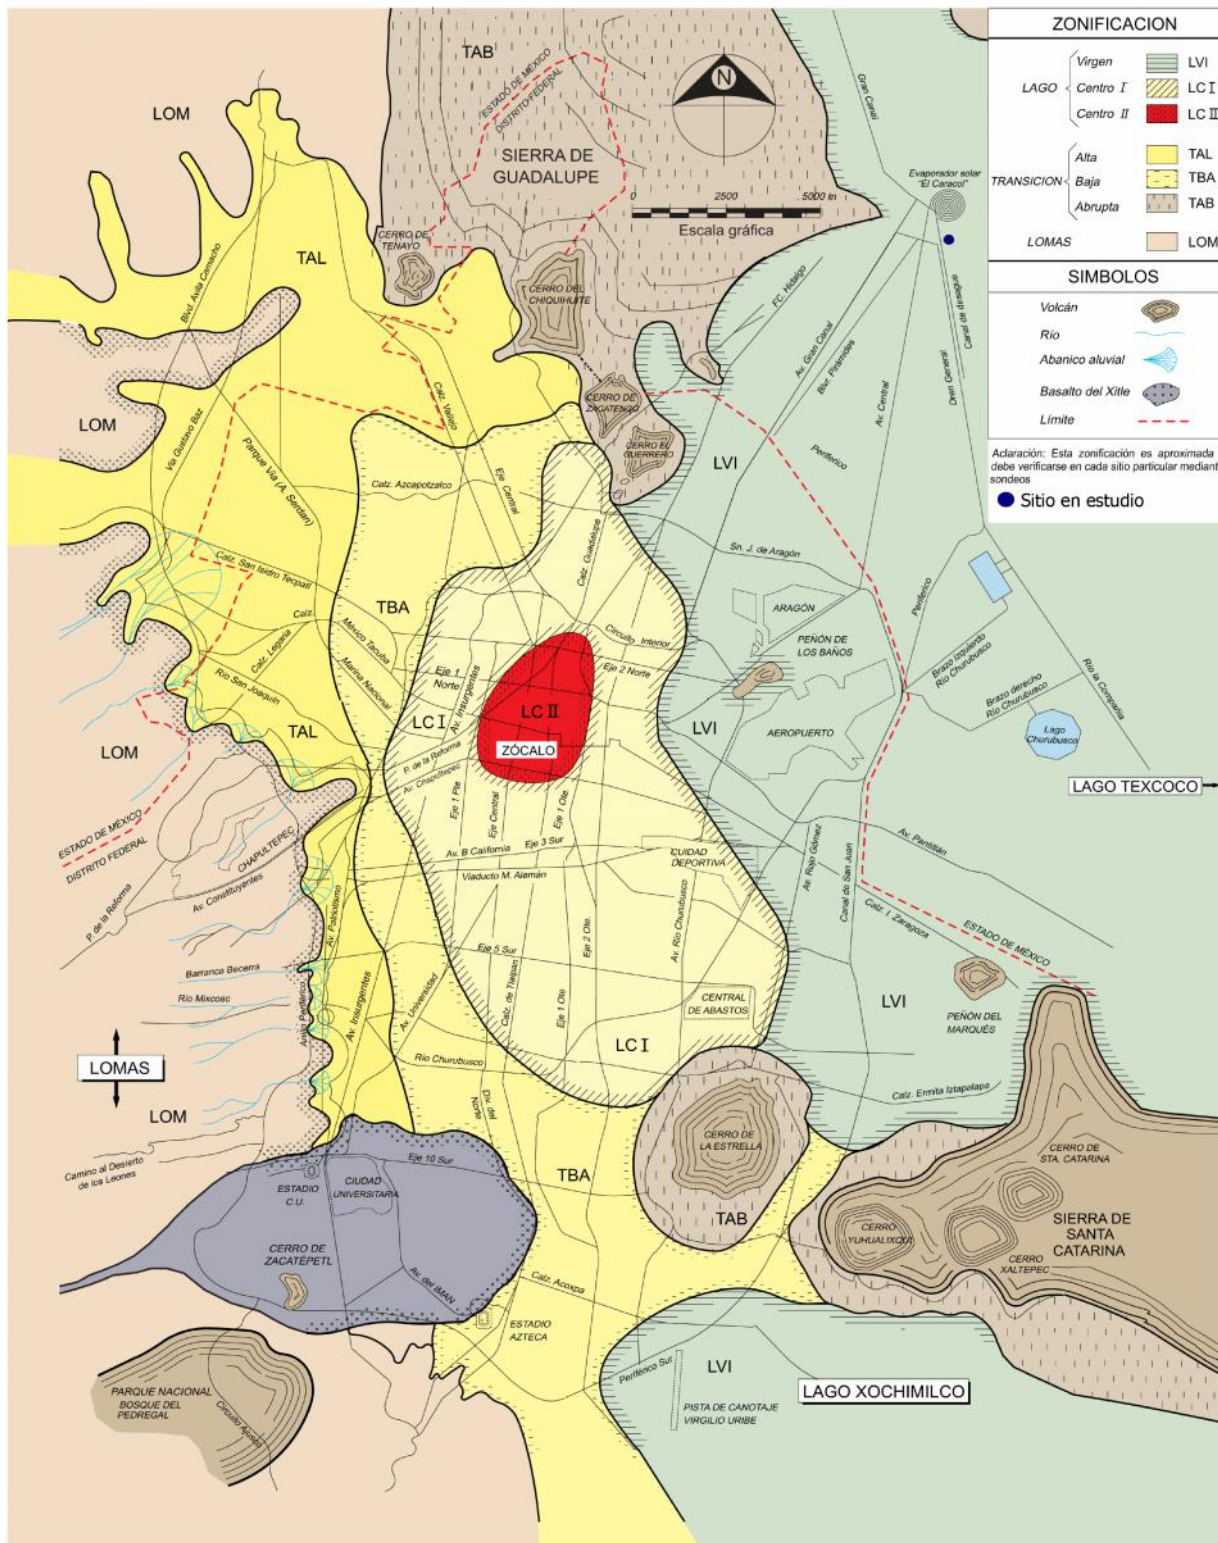 ZONIFICACION
LAGO
Virgen
LVI
Centro I
LC I
Centro II
LC II
TRANSICION
Alta
TAL
Baja
TBA
Abrupta
TAB
LOMAS
LOM
SIMBOLOS
Volcán
Río
Abanico aluvial
Basalto del Xitle
Límite
Aclaración: Esta zonificación es aproximada
debe verificarse en cada sitio particular mediant
sondeos
Sitio en estudio
TAB
ESTADO DE MÉXICO
DISTRITO FEDERAL
SIERRA DE
GUADALUPE
N
0
2500
5000 m
Escala gráfica
Gran Canal
Evaporador solar
"El Caracol"
LOM
TAL
Blvd. Avila Camacho
CERRO DE
TENAYO
CERRO DEL
CHIQUIHUITE
F.C. Hidalgo
Av. Gran Canal
Blvr. Pirámides
Av. Central
Dren General
Canal de desagüe
LOM
Vía Gustavo Baz
Parque Vía (A. Serdan)
Calz. Vallejo
CERRO DE
ZACATENGO
CERRO EL
GUERRERO
LVI
Periferico
Calz. Azcapotzalco
Eje Central
Calz. Guadalupe
Sn. J. de Aragón
Calz. San Isidro Tecpatl
TBA
ARAGÓN
Periferico
Calz. Legaria
Calz.
México Tacuba
Marina Nacional
Circuito Interior
PEÑÓN DE
LOS BAÑOS
Brazo izquierdo
Río Churubusco
Río San Joaquín
Eje 1
Norte
Av. Insurgentes
Eje 2 Norte
Brazo derecho
Río Churubusco
Río la Compañía
LC I
LC II
LVI
TAL
AEROPUERTO
Lago
Churubusco
LOM
ZÓCALO
P. de la Reforma
Av. Chapultepec
LAGO TEXCOCO
ESTADO DE MÉXICO
DISTRITO FEDERAL
CHAPULTEPEC
Av. Constituyentes
P. de la Reforma
Eje 1 Pte
Eje Central
Eje 1 Ote.
Av. B California
Eje 3 Sur
Viaducto M. Alemán
CUIDAD
DEPORTIVA
Av. Rojo Gómez
Canal de San Juan
Av. Pantitlán
Calz. I. Zaragoza
ESTADO DE MÉXICO
Av. Patriotismo
Av. Río Churubusco
Eje 2 Ote.
Eje 5 Sur
Barranca Becerra
Río Mixcoac
Anillo Periférico
Av. Insurgentes
Av. Universidad
Calz. de Tlalpan
Eje 1 Ote
CENTRAL
DE ABASTOS
LVI
PEÑÓN DEL
MARQUÉS
LOMAS
LC I
Río Churubusco
Calz. Ermita Iztapalapa
LOM
Div. del
Norte
CERRO DE
LA ESTRELLA
CERRO DE
STA. CATARINA
Camino al Desierto
de los Leones
Eje 10 Sur
TBA
ESTADIO
C.U.
CIUDAD
UNIVERSITARIA
TAB
CERRO
YUHUALIXQUI
SIERRA DE
SANTA
CATARINA
CERRO
XALTEPEC
CERRO DE
ZACATÉPETL
Av. del IMAN
Calz. Acoxpa
ESTADIO
AZTECA
Periférico Sur
LVI
LAGO XOCHIMILCO
PISTA DE CANOTAJE
VIRGILIO URIBE
PARQUE NACIONAL
BOSQUE DEL
PEDREGAL
Circuito Ajusco